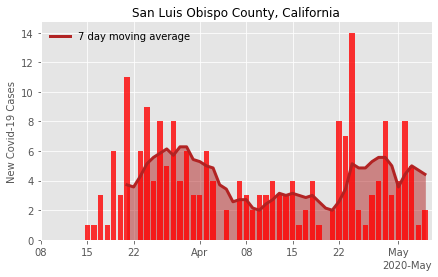 San Luis Obispo County, California
7 day moving average
New Covid-19 Cases
14
12
10
8
6
4
2
0
08 15 22 Apr 08 15 22 May
2020-May